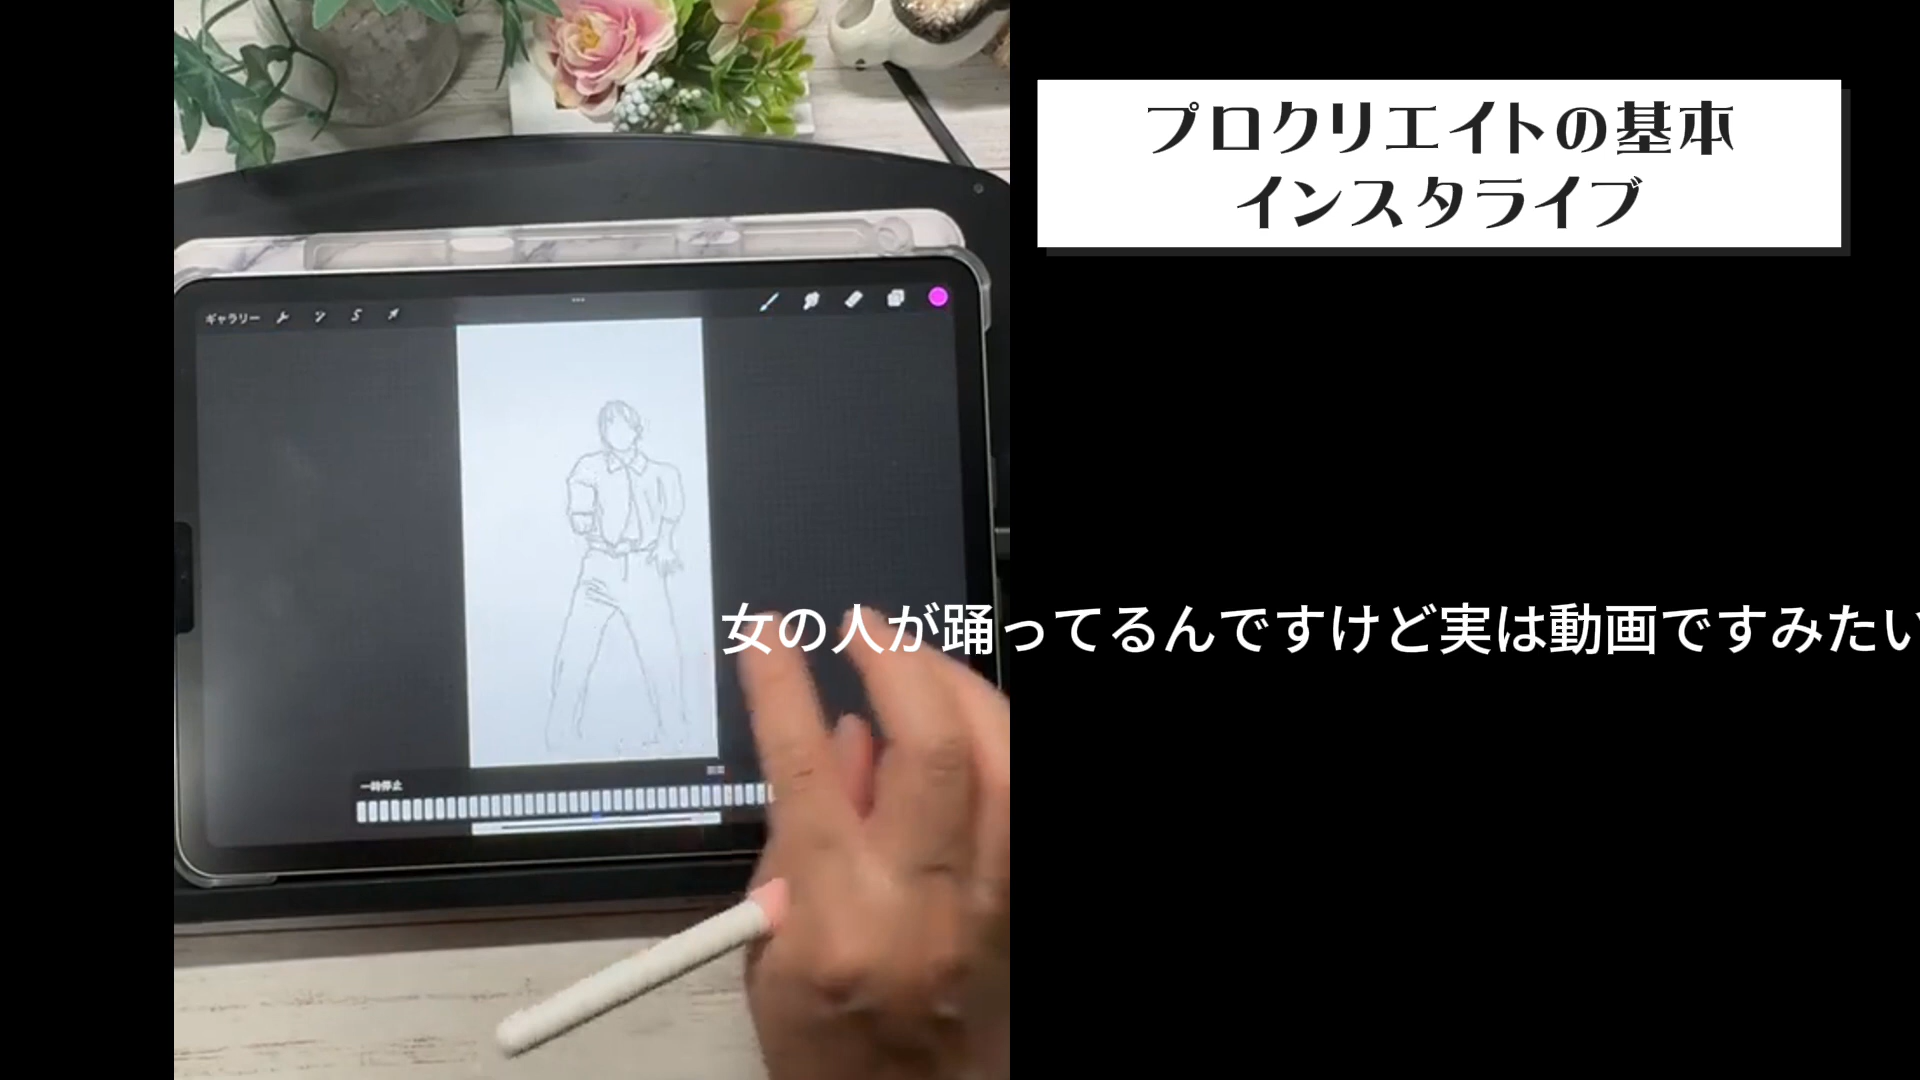 プロクリエイトの基本
インスタライブ
ギャラリー
女の人が踊ってるんですけど実は動画ですみたい
一時停止